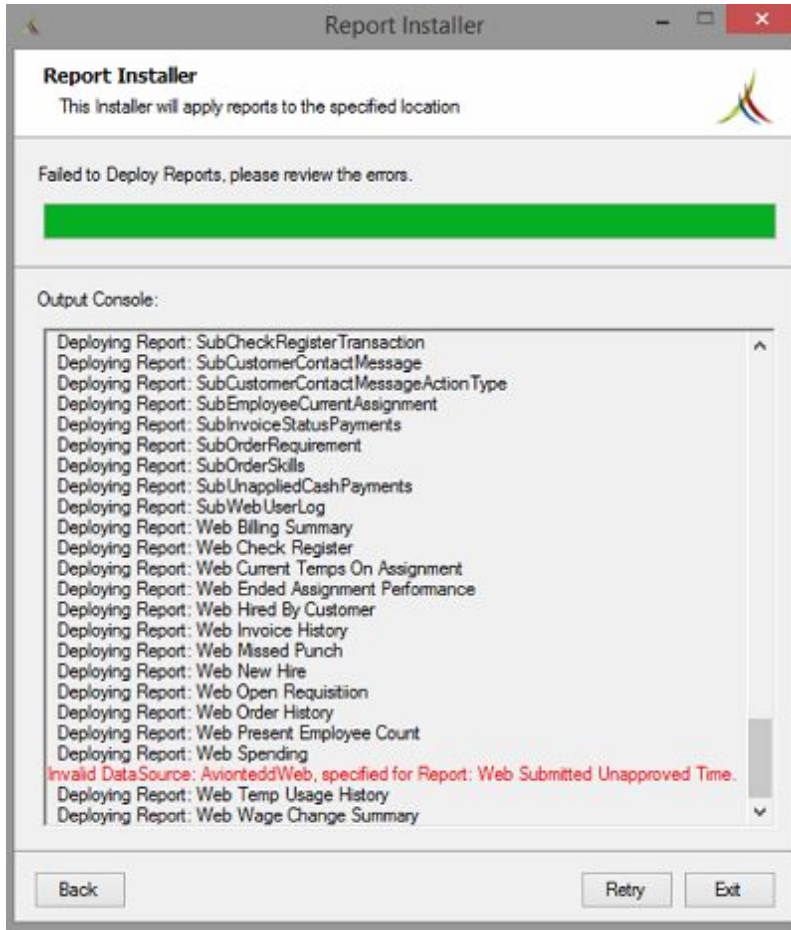 Report Installer
Report Installer
This Installer will apply reports to the specified location
Failed to Deploy Reports, please review the errors.
Output Console:
Deploying Report: SubCheckRegisterTransaction
Deploying Report: SubCustomerContactMessage
Deploying Report: SubCustomerContactMessageActionType
Deploying Report: SubEmployeeCurrentAssignment
Deploying Report: SubInvoiceStatusPayments
Deploying Report: SubOrderRequirement
Deploying Report: SubOrderSkills
Deploying Report: SubUnappliedCashPayments
Deploying Report: SubWebUserLog
Deploying Report: Web Billing Summary
Deploying Report: Web Check Register
Deploying Report: Web Current Temps On Assignment
Deploying Report: Web Ended Assignment Performance
Deploying Report: Web Hired By Customer
Deploying Report: Web Invoice History
Deploying Report: Web Missed Punch
Deploying Report: Web New Hire
Deploying Report: Web Open Requisitiion
Deploying Report: Web Order History
Deploying Report: Web Present Employee Count
Deploying Report: Web Spending
Invalid DataSource: AvionteddWeb, specified for Report: Web Submitted Unapproved Time.
Deploying Report: Web Temp Usage History
Deploying Report: Web Wage Change Summary
Back
Retry
Exit